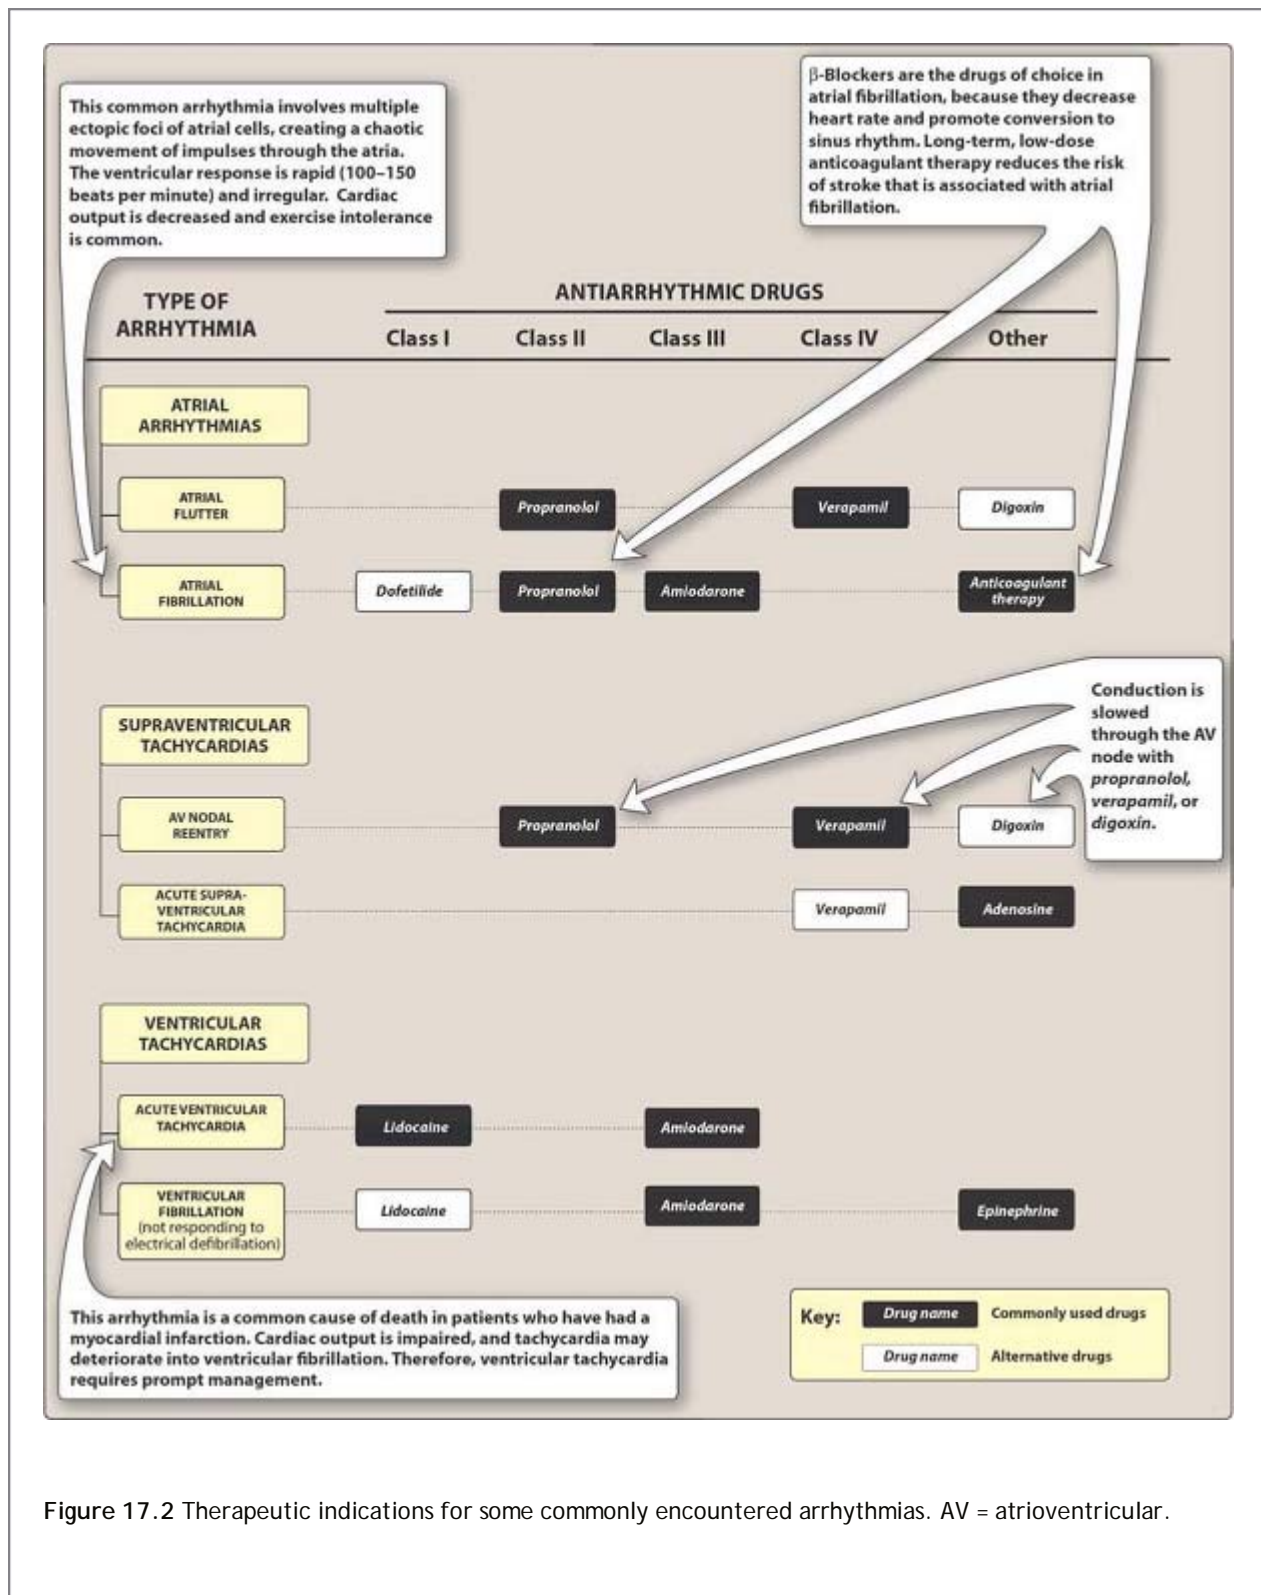 This common arrhythmia involves multiple
ectopic foci of atrial cells, creating a chaotic
movement of impulses through the atria.
The ventricular response is rapid (100–150
beats per minute) and irregular. Cardiac
output is decreased and exercise intolerance
is common.
β-Blockers are the drugs of choice in
atrial fibrillation, because they decrease
heart rate and promote conversion to
sinus rhythm. Long-term, low-dose
anticoagulant therapy reduces the risk
of stroke that is associated with atrial
fibrillation.
TYPE OF
ARRHYTHMIA
ANTIARRHYTHMIC DRUGS
Class I Class II Class III Class IV Other
ATRIAL
ARRHYTHMIAS
ATRIAL
FLUTTER
Propranolol Verapamil Digoxin
ATRIAL
FIBRILLATION
Dofetilide Propranolol Amiodarone Anticoagulant
therapy
Conduction is
slowed
through the AV
node with
propranolol,
verapamil, or
digoxin.
SUPRAVENTRICULAR
TACHYCARDIAS
AV NODAL
REENTRY
Propranolol Verapamil Digoxin
ACUTE SUPRA-
VENTRICULAR
TACHYCARDIA
Verapamil Adenosine
VENTRICULAR
TACHYCARDIAS
ACUTE VENTRICULAR
TACHYCARDIA
Lidocaine Amiodarone
VENTRICULAR
FIBRILLATION
(not responding to
electrical defibrillation)
Lidocaine Amiodarone Epinephrine
This arrhythmia is a common cause of death in patients who have had a
myocardial infarction. Cardiac output is impaired, and tachycardia may
deteriorate into ventricular fibrillation. Therefore, ventricular tachycardia
requires prompt management.
Key: Drug name Commonly used drugs
Drug name Alternative drugs
Figure 17.2 Therapeutic indications for some commonly encountered arrhythmias. AV = atrioventricular.